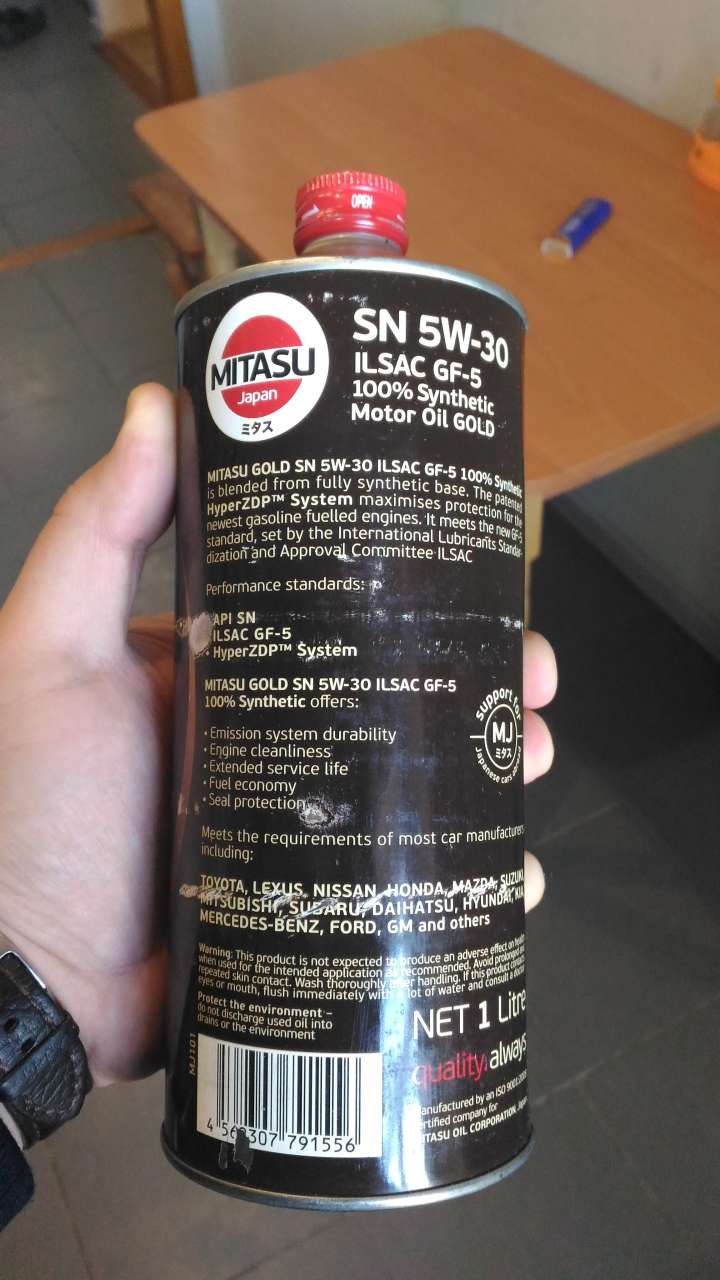 OPEN
MITASU
Japan
ミタス
SN 5W-30
ILSAC GF-5
100% Synthetic
Motor Oil GOLD
MITASU GOLD SN 5W-30 ILSAC GF-5 100% Synthetic
is blended from fully synthetic base. The patented
HyperZDP™ System maximises protection for the
newest gasoline fuelled engines. It meets the new GF-5
standard, set by the International Lubricants Standar-
dization and Approval Committee ILSAC
Performance standards:
API SN
ILSAC GF-5
• HyperZDP™ System
MITASU GOLD SN 5W-30 ILSAC GF-5
100% Synthetic offers:
• Emission system durability
• Engine cleanliness
• Extended service life
• Fuel economy
• Seal protection
support for
MJ
ミタス
Japanese cars
Meets the requirements of most car manufacturers
including:
TOYOTA, LEXUS, NISSAN, HONDA, MAZDA, SUZUKI,
MITSUBISHI, SUBARU, DAIHATSU, HYUNDAI, KIA,
MERCEDES-BENZ, FORD, GM and others
Warning: This product is not expected to produce an adverse effect on health
when used for the intended application as recommended. Avoid prolonged and
repeated skin contact. Wash thoroughly after handling. If this product contacts
eyes or mouth, flush immediately with a lot of water and consult a doctor
Protect the environment –
do not discharge used oil into
drains or the environment
NET 1 Litre
quality, always
MJ101
manufactured by an ISO 9001:
certified company for
MITASU OIL CORPORATION, Japan
4 562307 791556